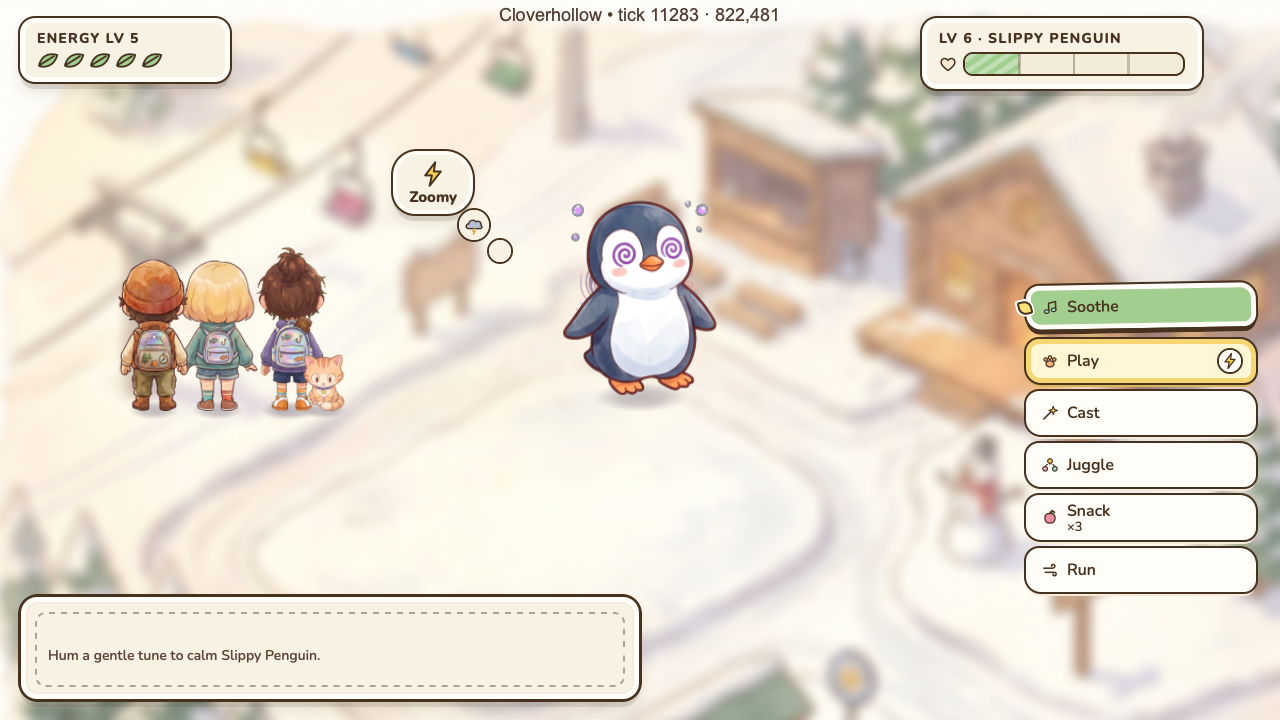 Cloverhollow • tick 11283 · 822,481
ENERGY LV 5
LV 6 · SLIPPY PENGUIN
Zoomy
Soothe
Play
Cast
Juggle
Snack
×3
Run
Hum a gentle tune to calm Slippy Penguin.